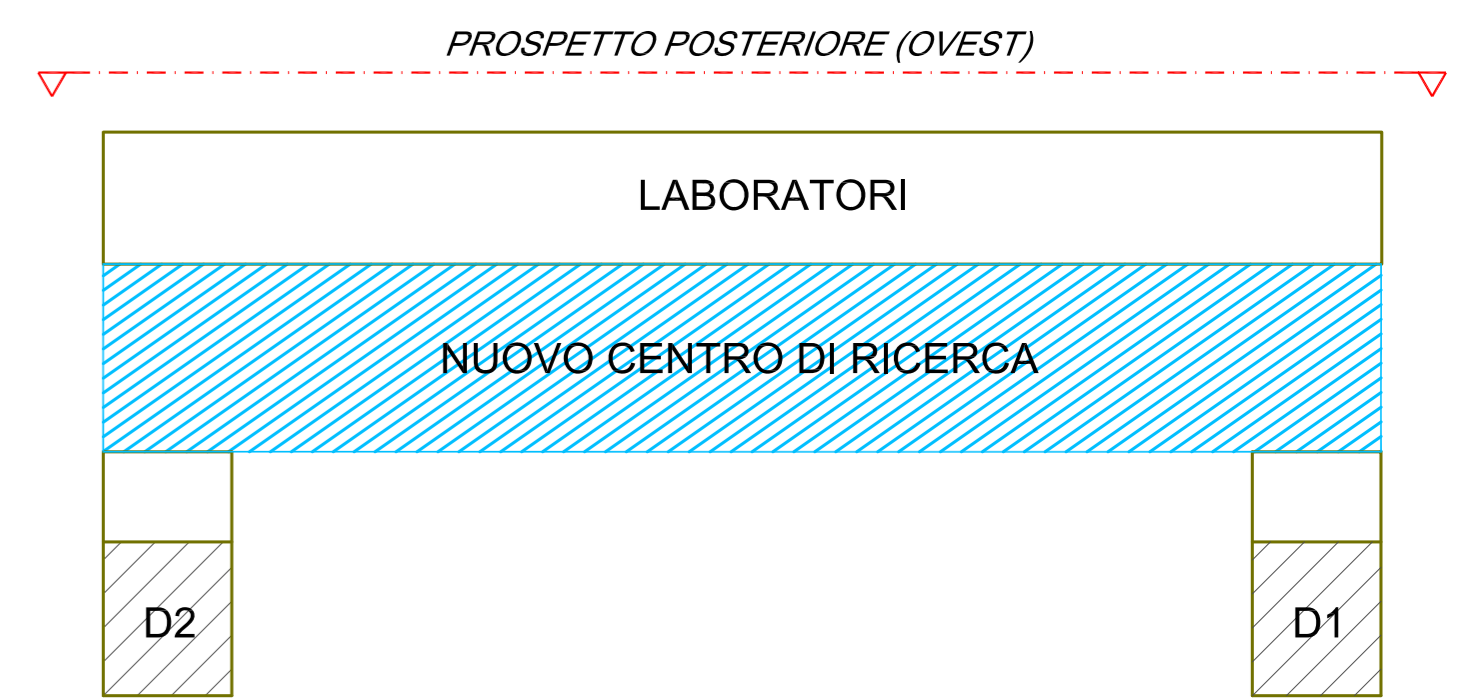 PROSPETTO POSTERIORE (OVEST)
LABORATORI
NUOVO CENTRO DI RICERCA
D2
D1